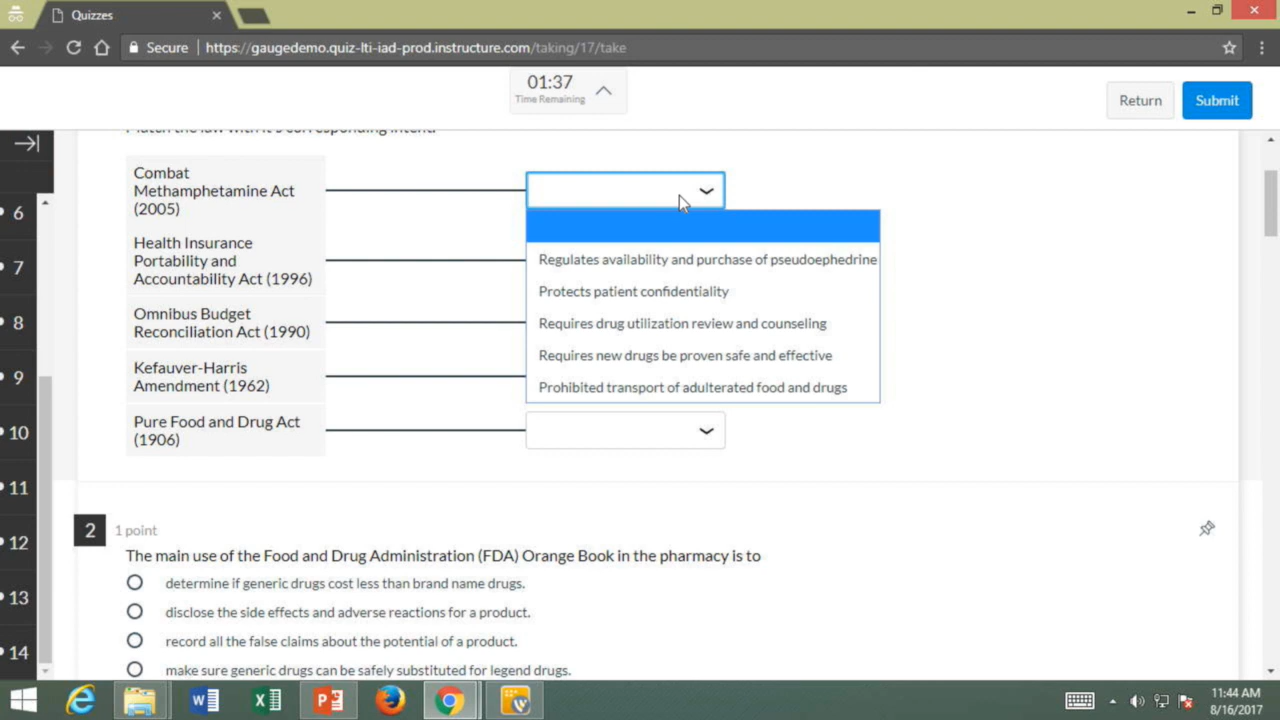 Quizzes
Secure
https://gaugedemo.quiz-lti-iad-prod.instructure.com/taking/17/take
01:37
Time Remaining
Return
Submit
Match the law with it's corresponding intent.
Combat
Methamphetamine Act
(2005)
Health Insurance
Portability and
Accountability Act (1996)
Omnibus Budget
Reconciliation Act (1990)
Kefauver-Harris
Amendment (1962)
Pure Food and Drug Act
(1906)
Regulates availability and purchase of pseudoephedrine
Protects patient confidentiality
Requires drug utilization review and counseling
Requires new drugs be proven safe and effective
Prohibited transport of adulterated food and drugs
6
7
8
9
10
11
12
13
14
2
1 point
The main use of the Food and Drug Administration (FDA) Orange Book in the pharmacy is to
determine if generic drugs cost less than brand name drugs.
disclose the side effects and adverse reactions for a product.
record all the false claims about the potential of a product.
make sure generic drugs can be safely substituted for legend drugs.
11:44 AM
8/16/2017